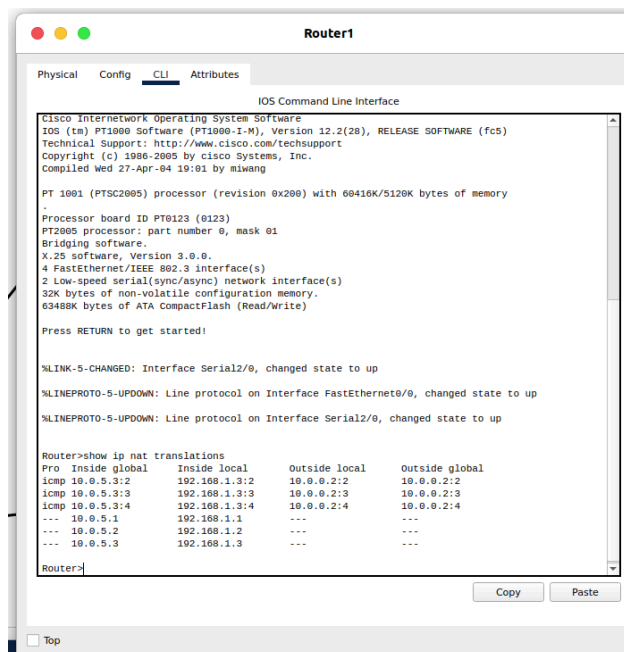 Router1
Physical Config CLI Attributes
IOS Command Line Interface
Cisco Internetwork Operating System Software
IOS (tm) PT1000 Software (PT1000-I-M), Version 12.2(28), RELEASE SOFTWARE (fc5)
Technical Support: http://www.cisco.com/techsupport
Copyright (c) 1986-2005 by cisco Systems, Inc.
Compiled Wed 27-Apr-04 19:01 by miwang
PT 1001 (PTSC2005) processor (revision 0x200) with 60416K/5120K bytes of memory
.
Processor board ID PT0123 (0123)
PT2005 processor: part number 0, mask 01
Bridging software.
X.25 software, Version 3.0.0.
4 FastEthernet/IEEE 802.3 interface(s)
2 Low-speed serial(sync/async) network interface(s)
32K bytes of non-volatile configuration memory.
63488K bytes of ATA CompactFlash (Read/Write)
Press RETURN to get started!
%LINK-5-CHANGED: Interface Serial2/0, changed state to up
%LINEPROTO-5-UPDOWN: Line protocol on Interface FastEthernet0/0, changed state to up
%LINEPROTO-5-UPDOWN: Line protocol on Interface Serial2/0, changed state to up
Router>show ip nat translations
Pro Inside global Inside local Outside local Outside global
icmp 10.0.5.3:2 192.168.1.3:2 10.0.0.2:2 10.0.0.2:2
icmp 10.0.5.3:3 192.168.1.3:3 10.0.0.2:3 10.0.0.2:3
icmp 10.0.5.3:4 192.168.1.3:4 10.0.0.2:4 10.0.0.2:4
--- 10.0.5.1 192.168.1.1 --- ---
--- 10.0.5.2 192.168.1.2 --- ---
--- 10.0.5.3 192.168.1.3 --- ---
Router>
Copy Paste
Top